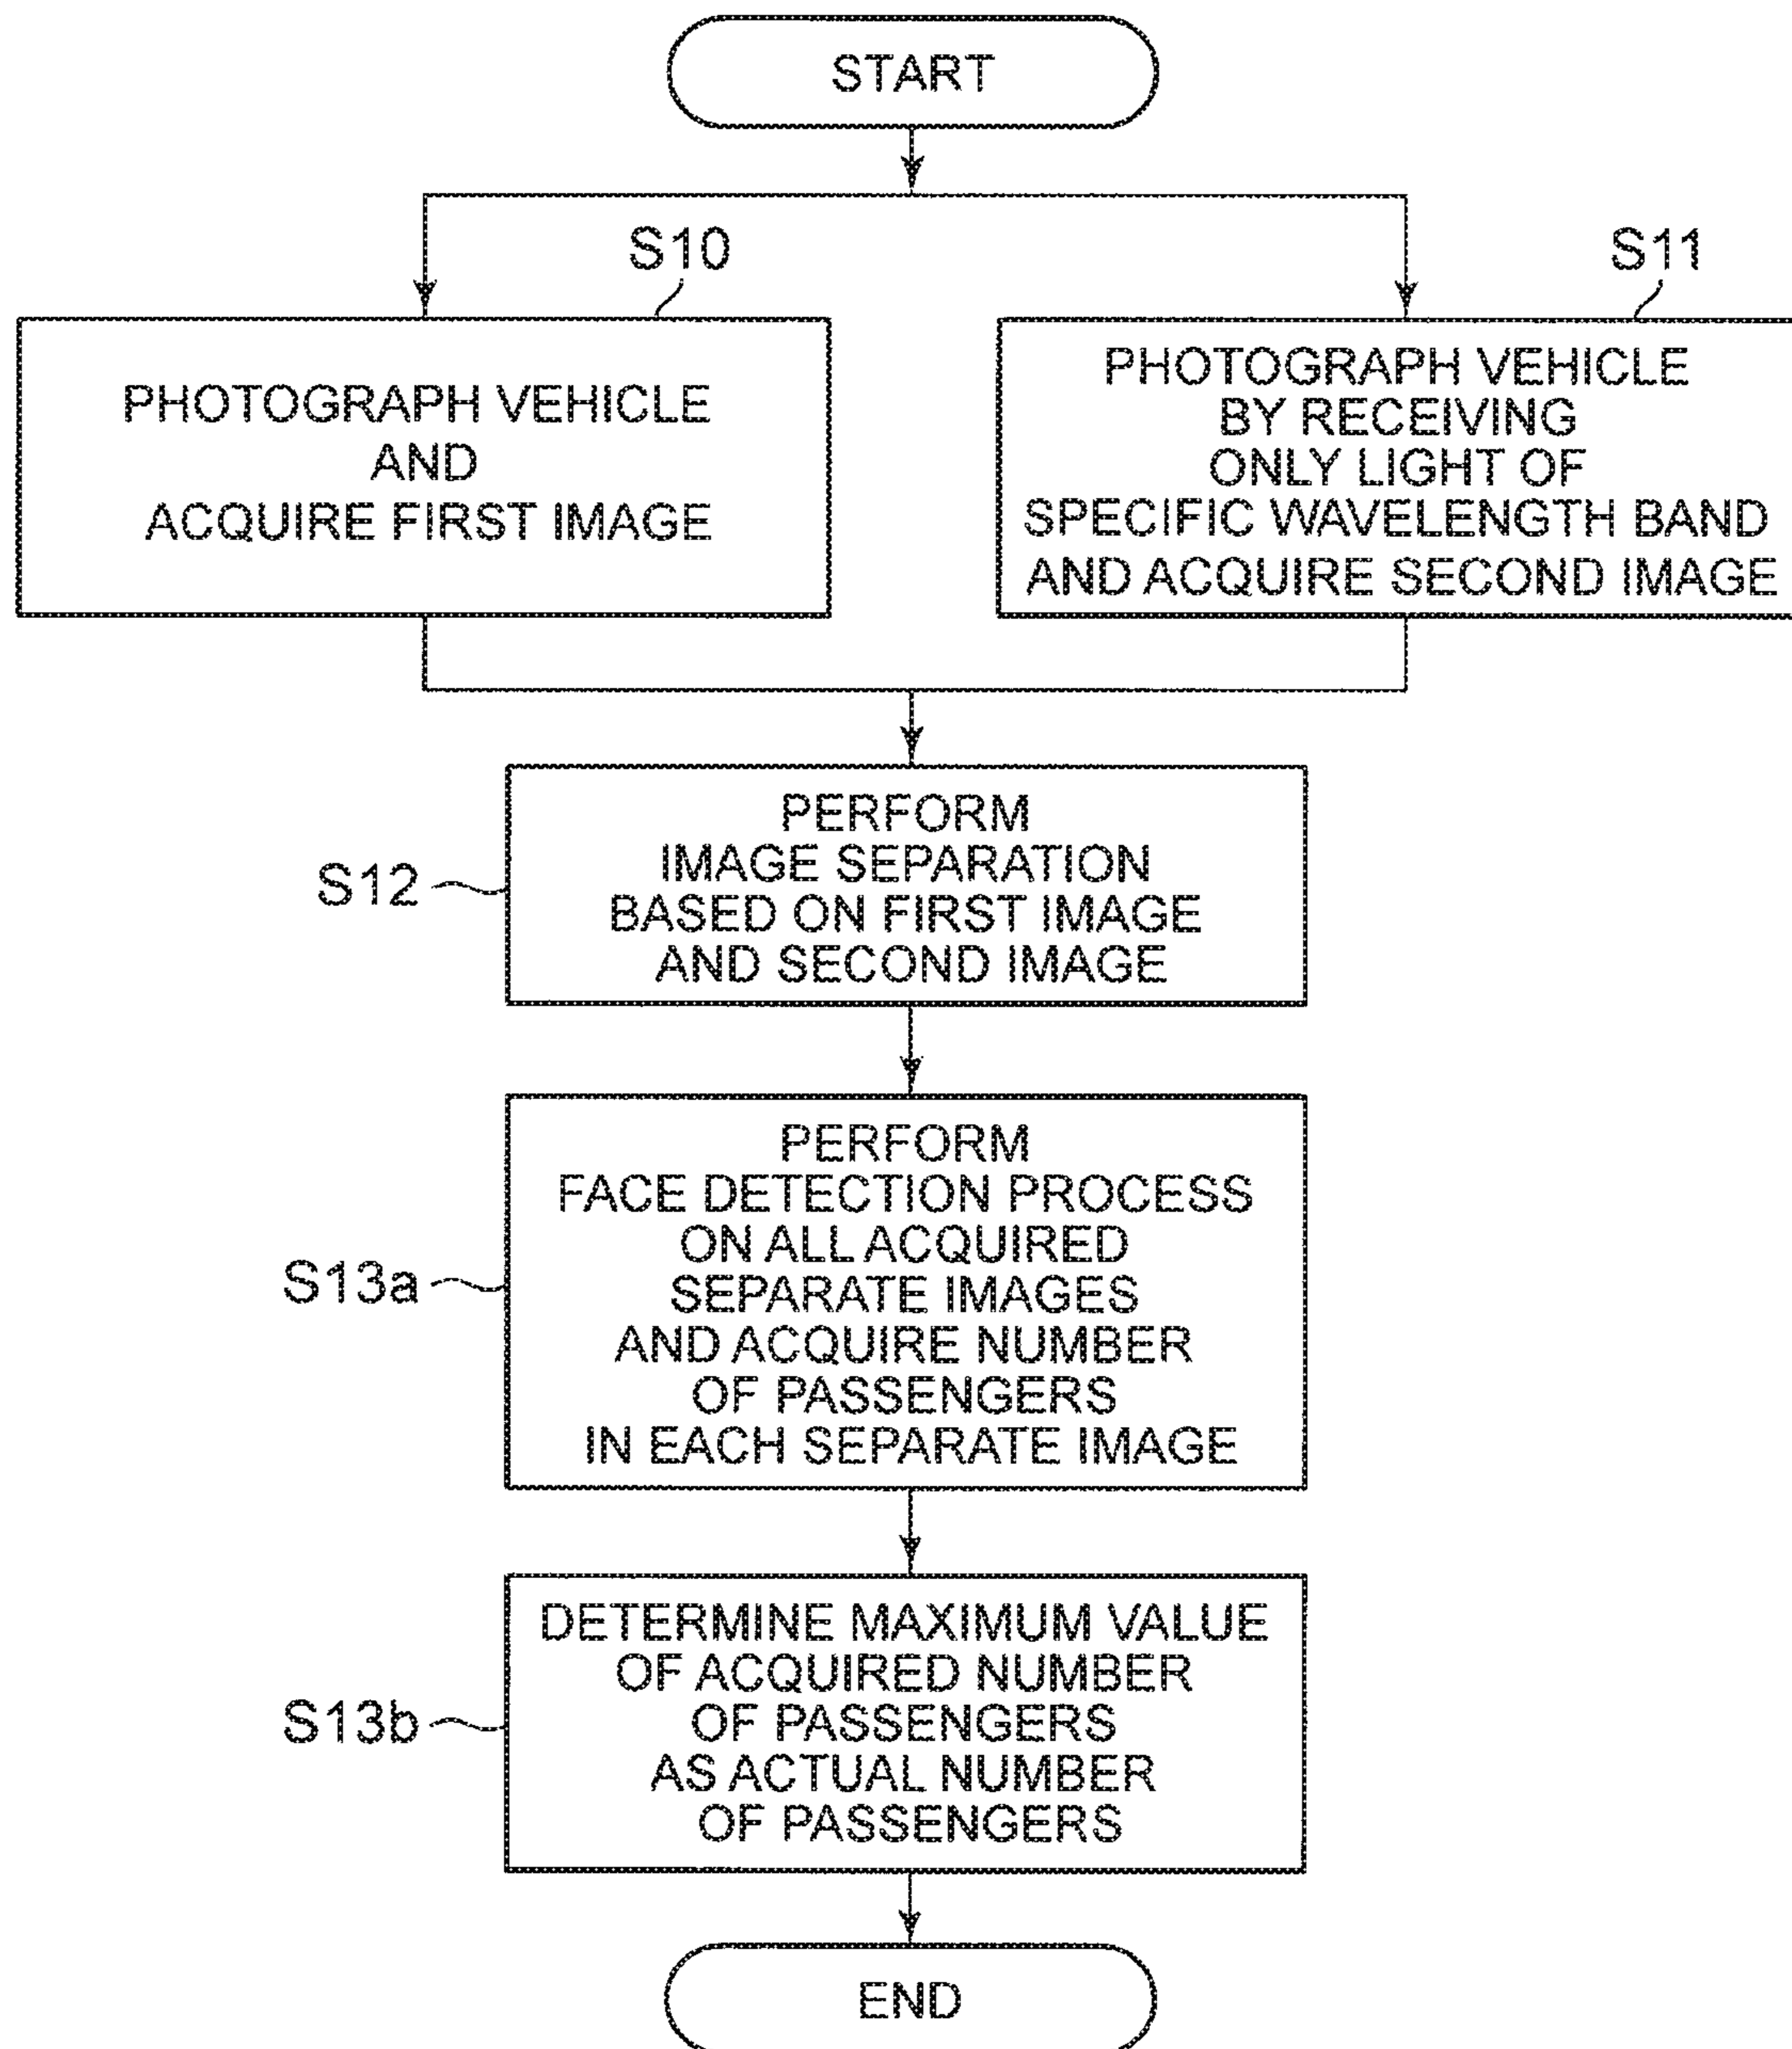 START
S10
PHOTOGRAPH VEHICLE
AND
ACQUIRE FIRST IMAGE
S11
PHOTOGRAPH VEHICLE
BY RECEIVING
ONLY LIGHT OF
SPECIFIC WAVELENGTH BAND
AND ACQUIRE SECOND IMAGE
S12
PERFORM
IMAGE SEPARATION
BASED ON FIRST IMAGE
AND SECOND IMAGE
S13a
PERFORM
FACE DETECTION PROCESS
ON ALL ACQUIRED
SEPARATE IMAGES
AND ACQUIRE NUMBER
OF PASSENGERS
IN EACH SEPARATE IMAGE
S13b
DETERMINE MAXIMUM VALUE
OF ACQUIRED NUMBER
OF PASSENGERS
AS ACTUAL NUMBER
OF PASSENGERS
END